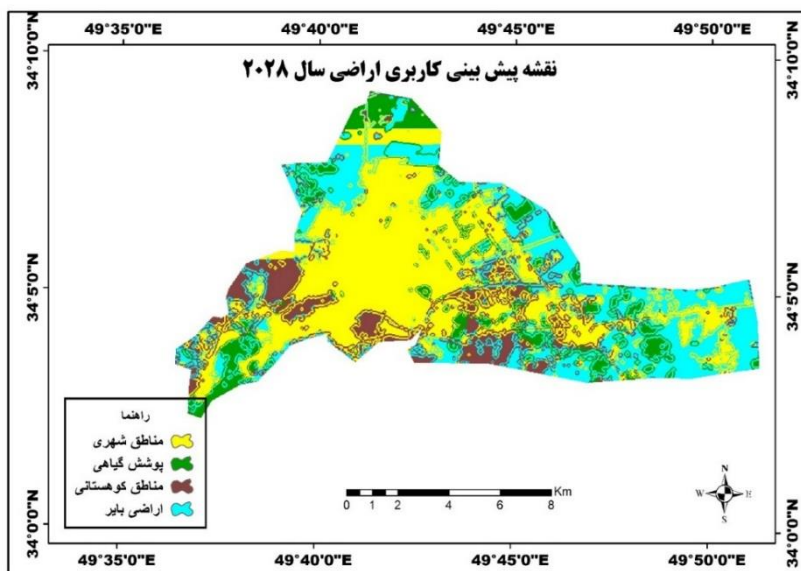 49°35'0"E 49°40'0"E 49°45'0"E 49°50'0"E
34°10'0"N
34°10'0"N
نقشه پیش بینی کاربری اراضی سال ۲۰۲۸
34°5'0"N
34°5'0"N
راهنما
مناطق شهری
پوشش گیاهی
مناطق کوهستانی
اراضی بایر
Km
0 1 2 4 6 8
N
W E
S
34°0'0"N
34°0'0"N
49°35'0"E 49°40'0"E 49°45'0"E 49°50'0"E